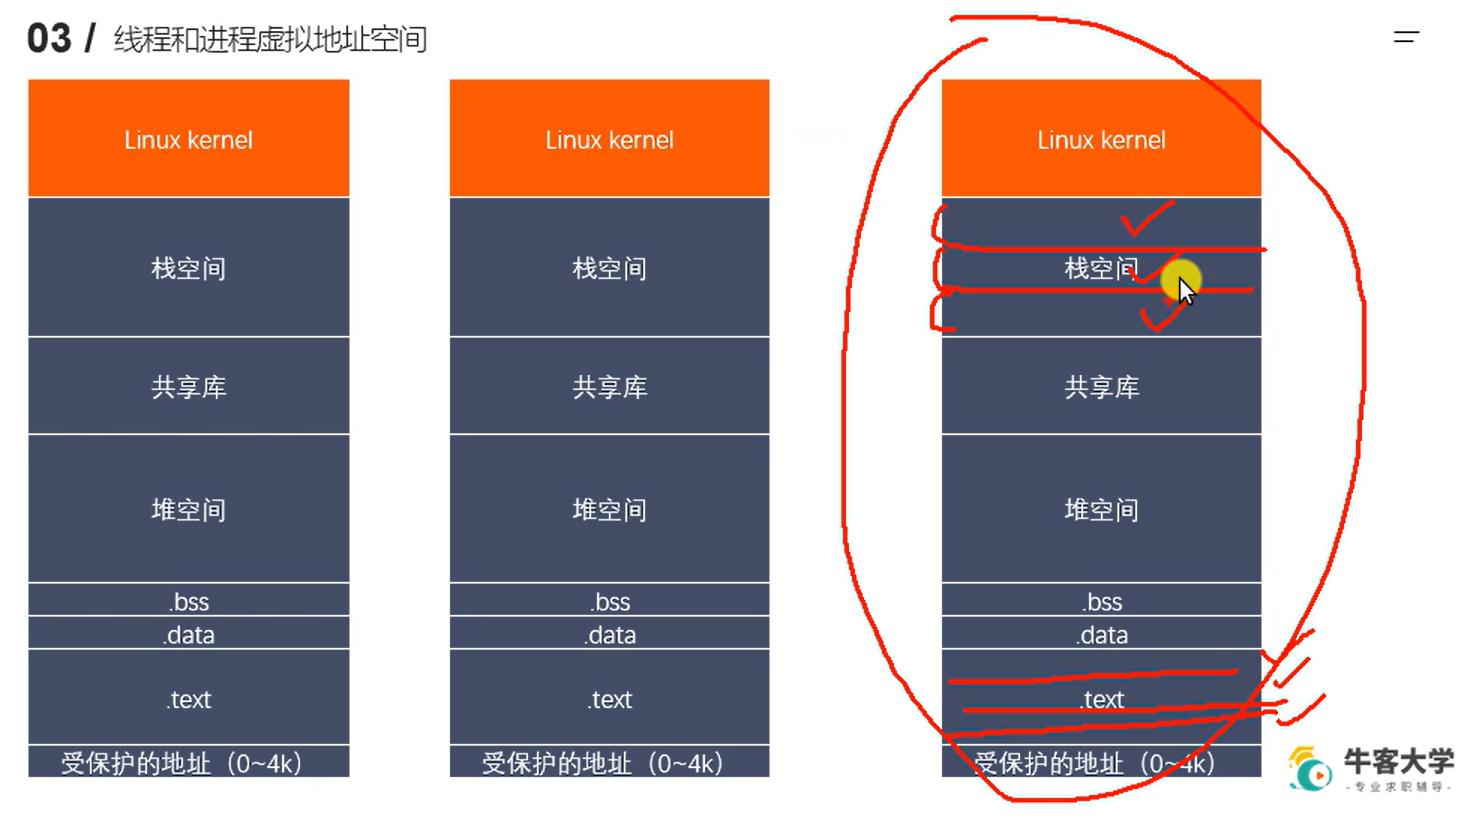 03 / 线程和进程虚拟地址空间
Linux kernel
栈空间
共享库
堆空间
.bss
.data
.text
受保护的地址（0~4k）
Linux kernel
栈空间
共享库
堆空间
.bss
.data
.text
受保护的地址（0~4k）
Linux kernel
栈空间
共享库
堆空间
.bss
.data
.text
受保护的地址（0~4k）
牛客大学
-专业求职辅导-